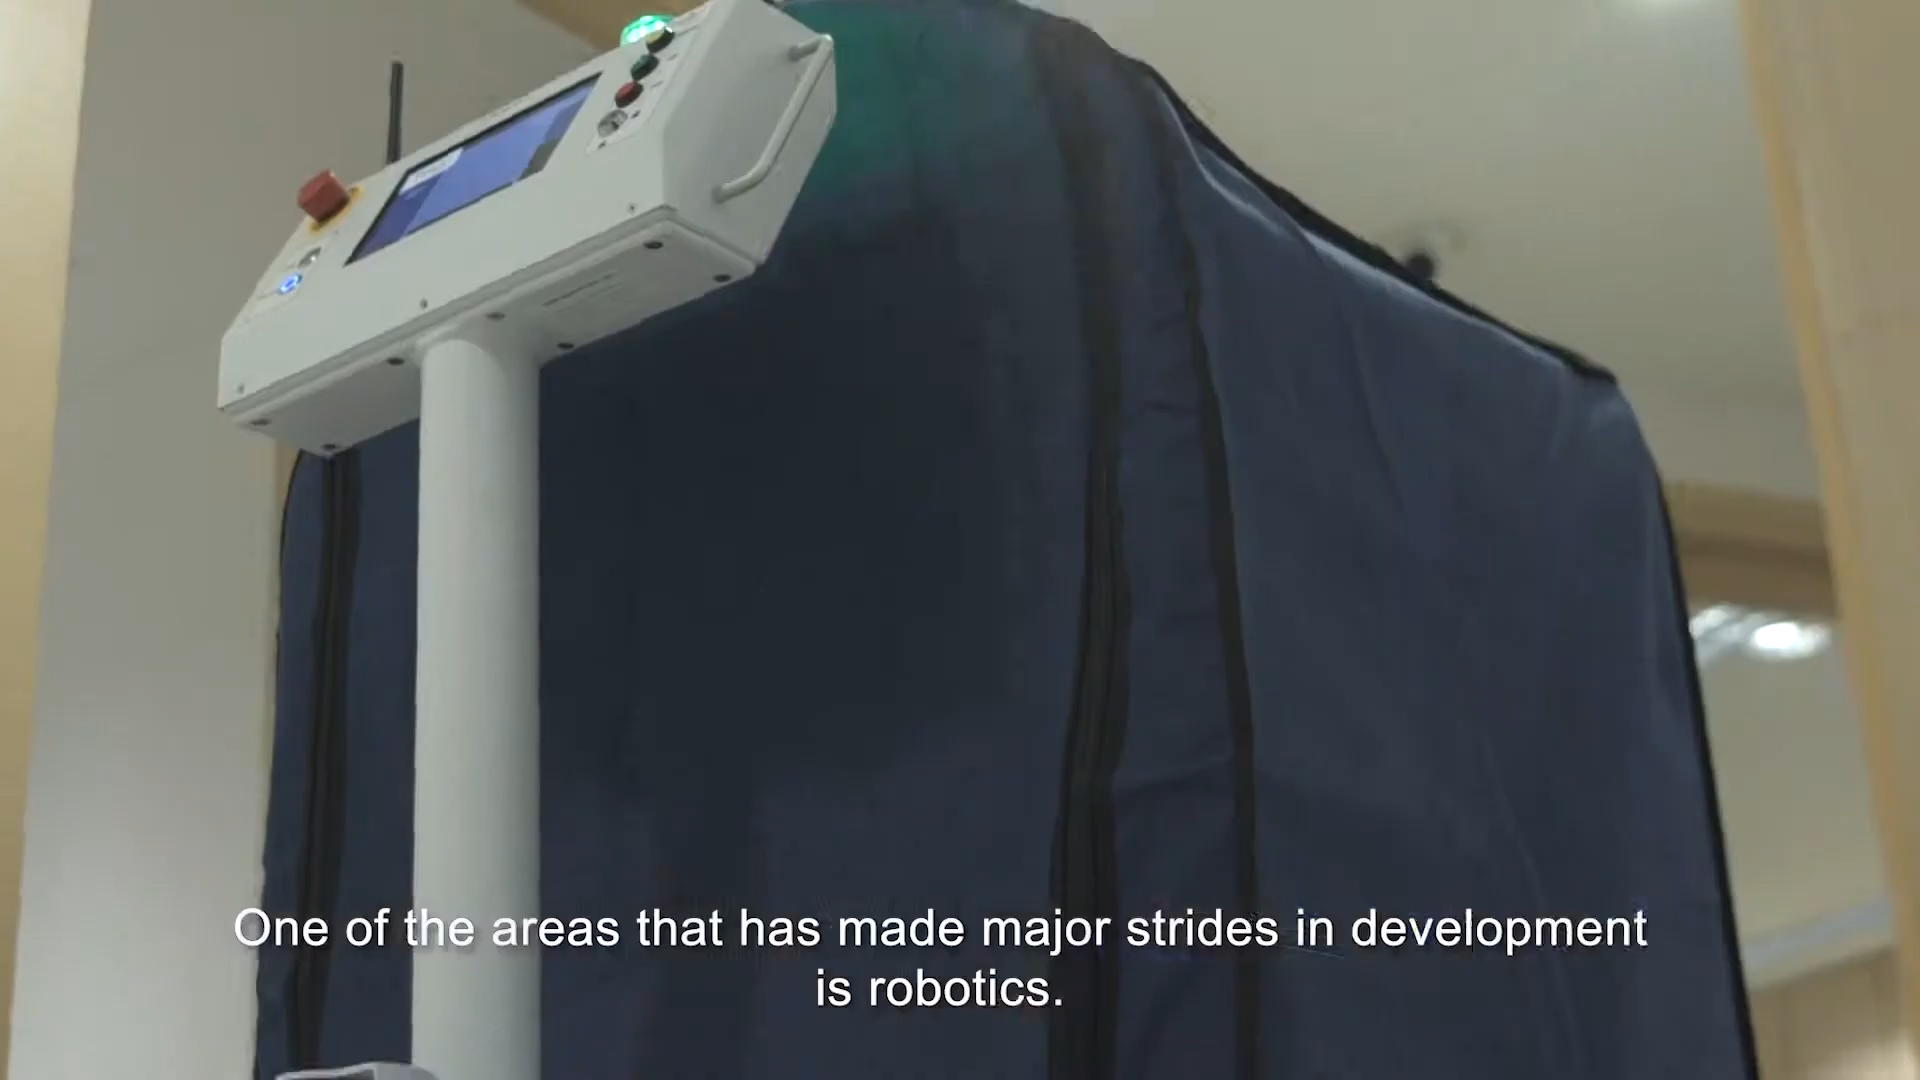 One of the areas that has made major strides in development
is robotics.